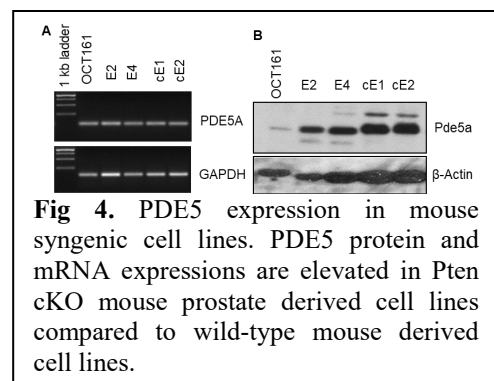 A
1 kb ladder
OCT161
E2
E4
cE1
cE2
PDE5A
GAPDH
B
OCT161
E2
E4
cE1
cE2
Pde5a
β-Actin
Fig 4. PDE5 expression in mouse
syngenic cell lines. PDE5 protein and
mRNA expressions are elevated in Pten
cKO mouse prostate derived cell lines
compared to wild-type mouse derived
cell lines.